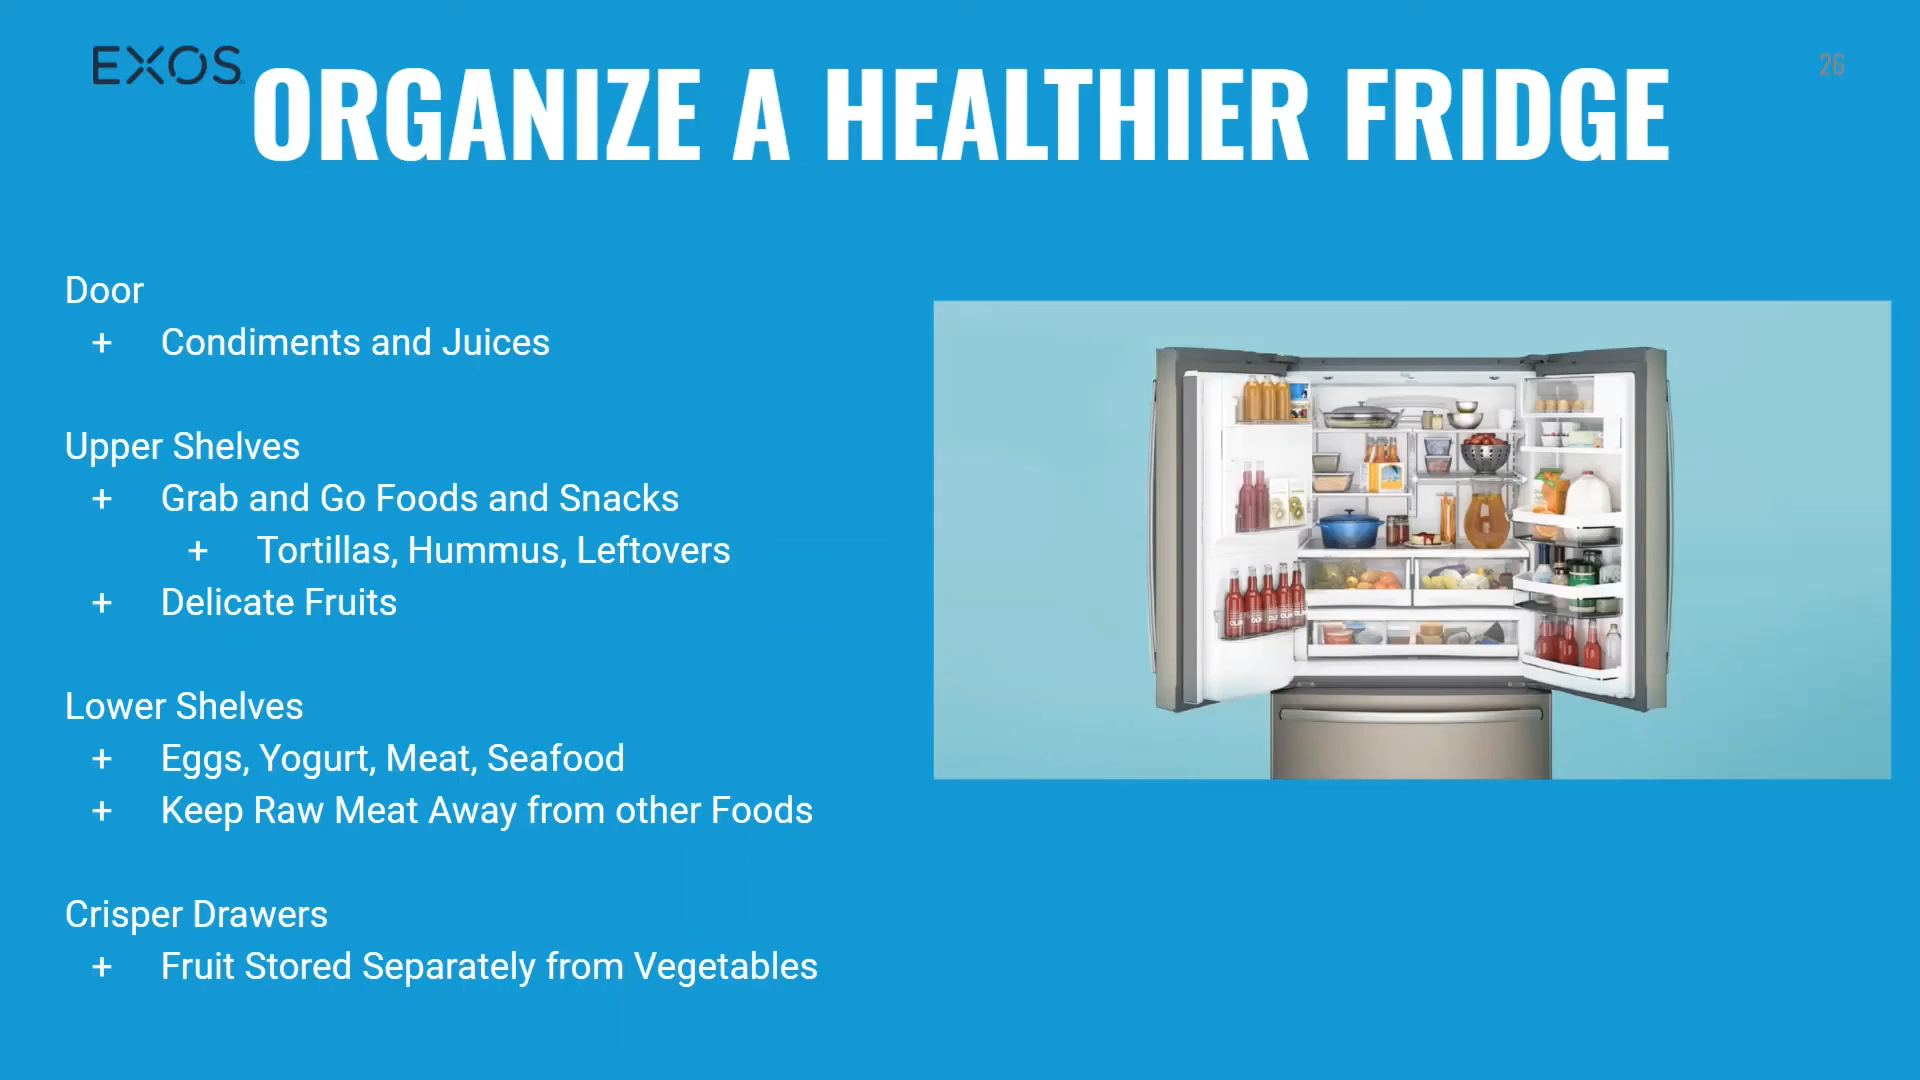 EXOS
26
ORGANIZE A HEALTHIER FRIDGE
Door
+ Condiments and Juices
Upper Shelves
+ Grab and Go Foods and Snacks
+ Tortillas, Hummus, Leftovers
+ Delicate Fruits
Lower Shelves
+ Eggs, Yogurt, Meat, Seafood
+ Keep Raw Meat Away from other Foods
Crisper Drawers
+ Fruit Stored Separately from Vegetables